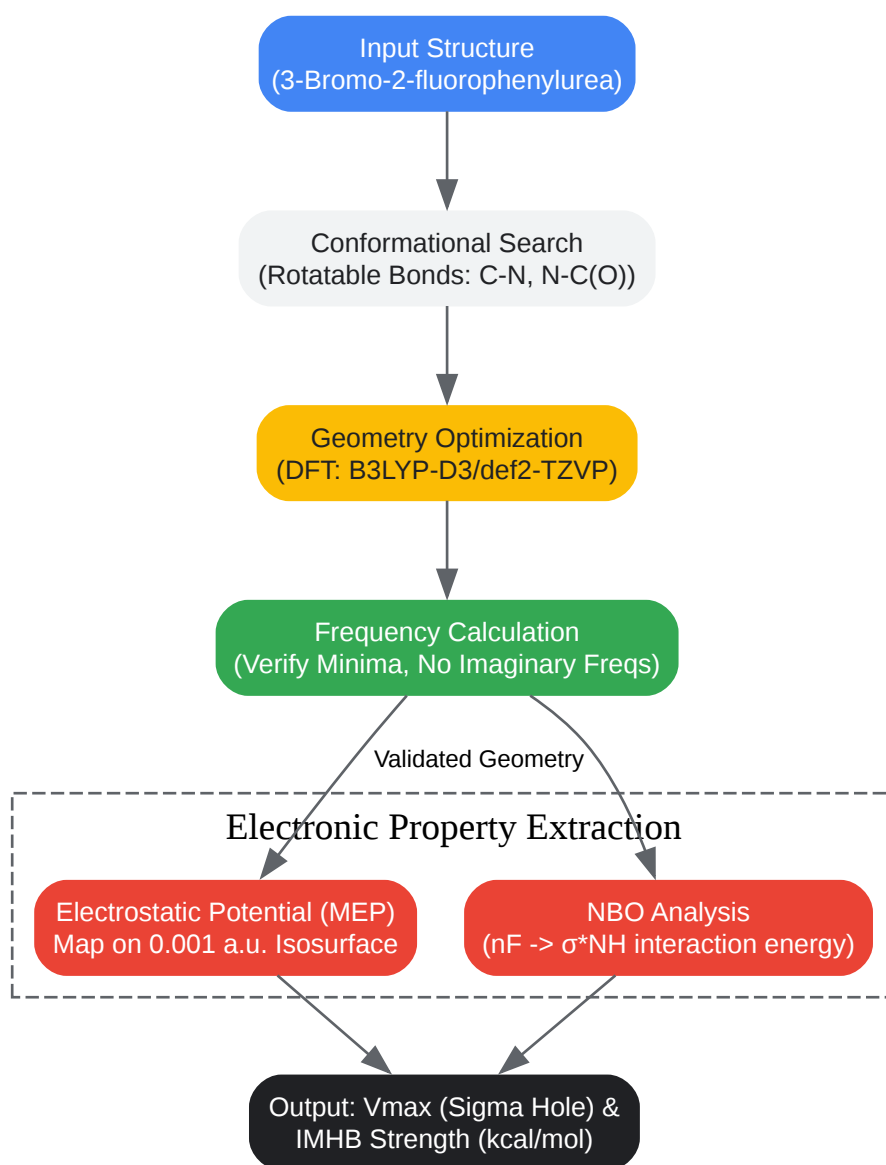 Input Structure
(3-Bromo-2-fluorophenylurea)
Conformational Search
(Rotatable Bonds: C-N, N-C(O))
Geometry Optimization
(DFT: B3LYP-D3/def2-TZVP)
Frequency Calculation
(Verify Minima, No Imaginary Freqs)
Validated Geometry
Electronic Property Extraction
Electrostatic Potential (MEP)
Map on 0.001 a.u. Isosurface
NBO Analysis
(nF -> σ*NH interaction energy)
Output: Vmax (Sigma Hole) &
IMHB Strength (kcal/mol)